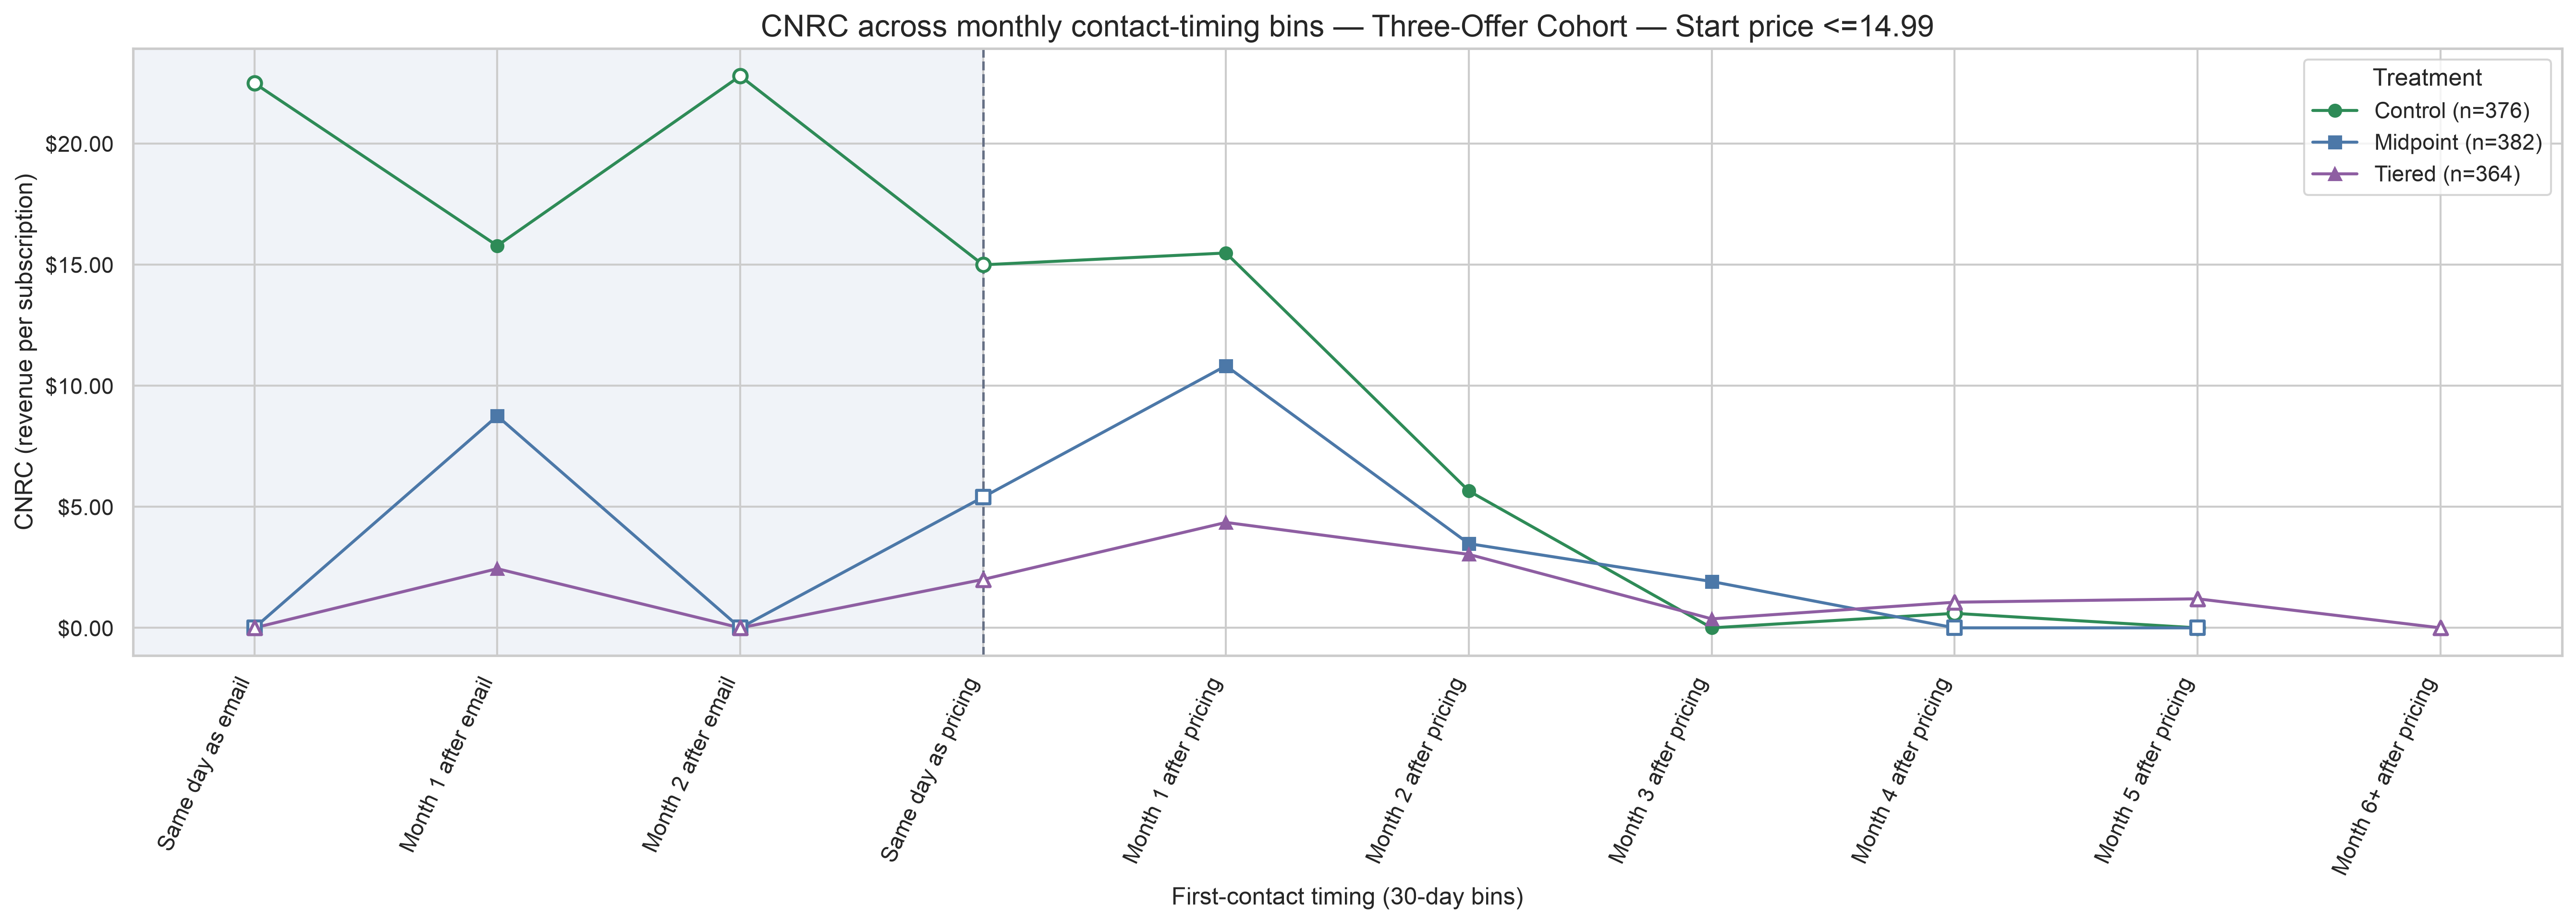 CNRC across monthly contact-timing bins — Three-Offer Cohort — Start price <=14.99
CNRC (revenue per subscription)
$20.00
$15.00
$10.00
$5.00
$0.00
Treatment
Control (n=376)
Midpoint (n=382)
Tiered (n=364)
Same day as email
Month 1 after email
Month 2 after email
Same day as pricing
Month 1 after pricing
Month 2 after pricing
Month 3 after pricing
Month 4 after pricing
Month 5 after pricing
Month 6+ after pricing
First-contact timing (30-day bins)